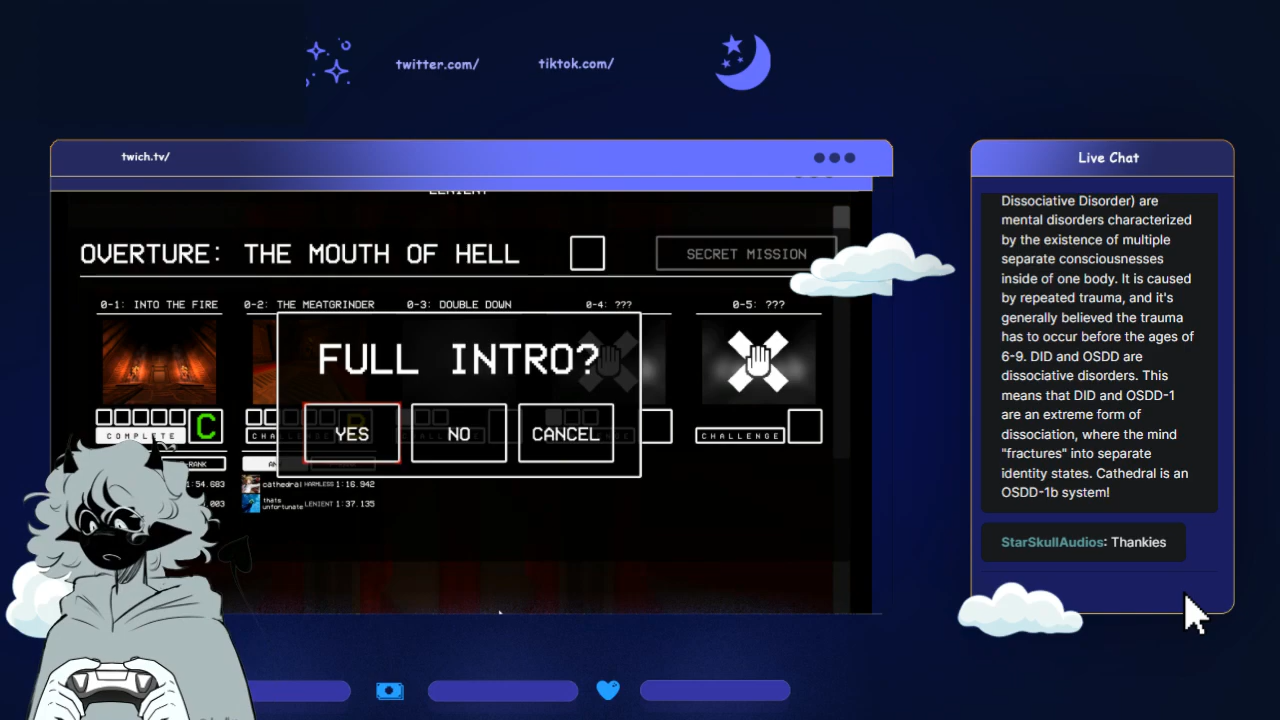 twitter.com/
tiktok.com/
twich.tv/
Live Chat
LENIENT
OVERTURE: THE MOUTH OF HELL
SECRET MISSION
0-1: INTO THE FIRE
0-2: THE MEATGRINDER
0-3: DOUBLE DOWN
0-4: ???
0-5: ???
FULL INTRO?
YES
NO
CANCEL
COMPLETE
C
CHALLENGE
-RANK
:54.683
.003
cathedral HARMLESS 1:16.942
thats unfortunate LENIENT 1:37.135
Dissociative Disorder) are
mental disorders characterized
by the existence of multiple
separate consciousnesses
inside of one body. It is caused
by repeated trauma, and it's
generally believed the trauma
has to occur before the ages of
6-9. DID and OSDD are
dissociative disorders. This
means that DID and OSDD-1
are an extreme form of
dissociation, where the mind
"fractures" into separate
identity states. Cathedral is an
OSDD-1b system!
StarSkullAudios: Thankies